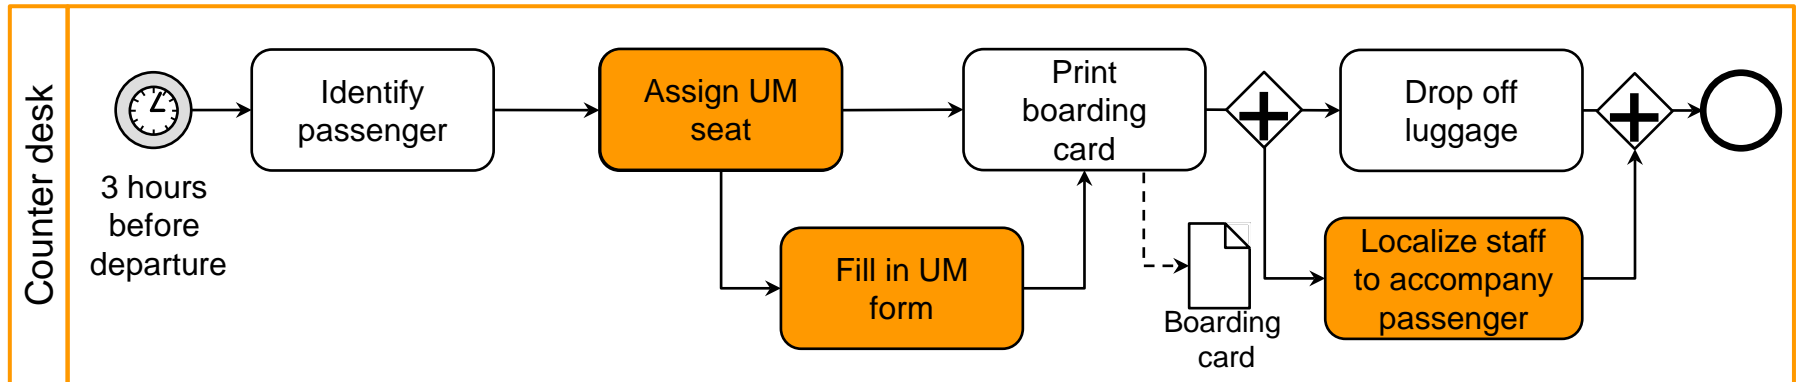 Counter desk
3 hours
before
departure
Identify
passenger
Assign UM
seat
Fill in UM
form
Print
boarding
card
Boarding
card
Drop off
luggage
Localize staff
to accompany
passenger